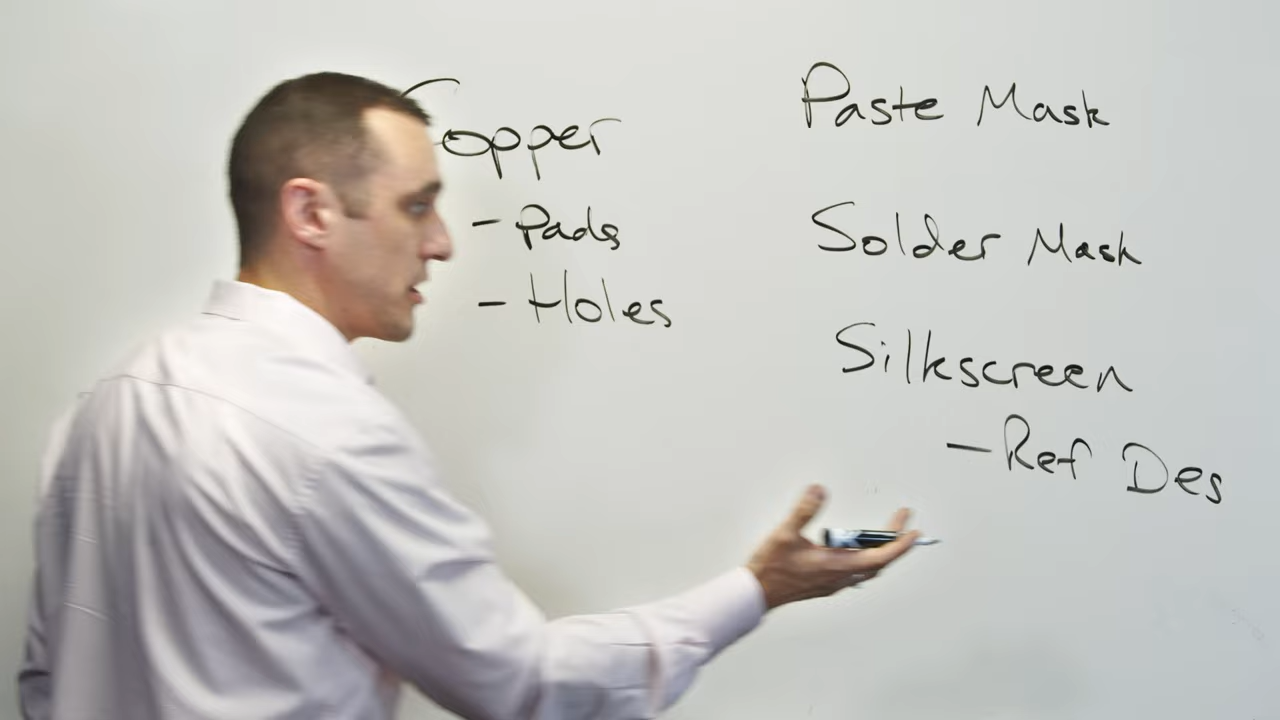 Copper
- Pads
- Holes
Paste Mask
Solder Mask
Silkscreen
- Ref Des